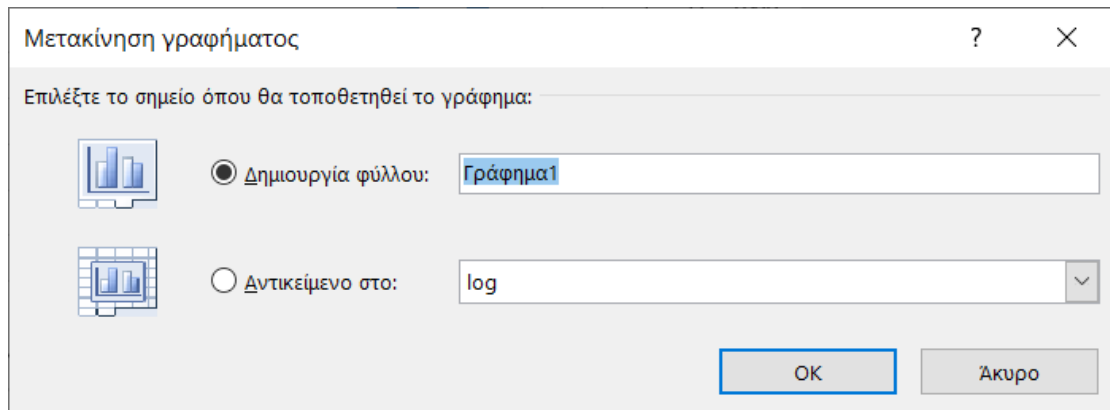 Μετακίνηση γραφήματος
Επιλέξτε το σημείο όπου θα τοποθετηθεί το γράφημα:
Δημιουργία φύλλου: Γράφημα1
Αντικείμενο στο: log
OK Άκυρο